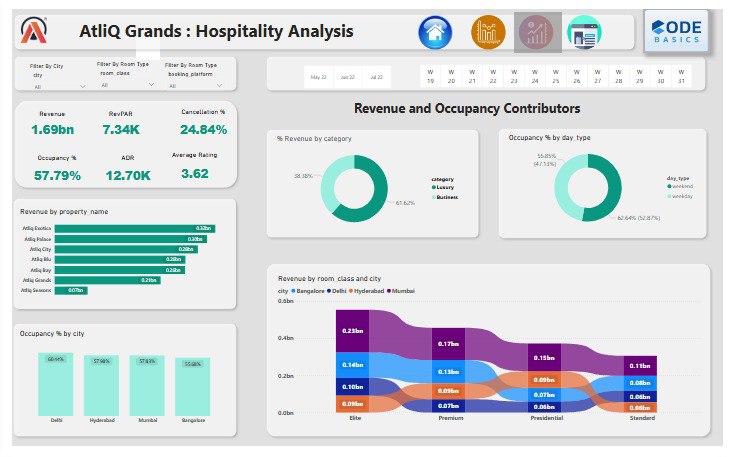 AtliQ Grands : Hospitality Analysis
CODE
BASICS
Filter By City
city
All
Filter By Room Type
room_class
All
Filter By Room Type
booking_platform
All
May 22
Jun 22
Jul 22
W 19
W 20
W 21
W 22
W 23
W 24
W 25
W 26
W 27
W 28
W 29
W 30
W 31
Revenue
1.69bn
RevPAR
7.34K
Cancellation %
24.84%
Occupancy %
57.79%
ADR
12.70K
Average Rating
3.62
Revenue and Occupancy Contributors
% Revenue by category
38.38%
61.62%
category
Luxury
Business
Occupancy % by day_type
55.85%
(47.13%)
62.64% (52.87%)
day_type
weekend
weekday
Revenue by property_name
Atliq Exotica 0.32bn
Atliq Palace 0.30bn
Atliq City 0.28bn
Atliq Blu 0.26bn
Atliq Bay 0.26bn
Atliq Grands 0.21bn
Atliq Seasons 0.07bn
Occupancy % by city
60.44%
57.98%
57.83%
55.68%
Delhi
Hyderabad
Mumbai
Bangalore
Revenue by room_class and city
city Bangalore Delhi Hyderabad Mumbai
0.6bn
0.4bn
0.2bn
0.0bn
0.23bn
0.14bn
0.10bn
0.09bn
0.17bn
0.13bn
0.09bn
0.07bn
0.15bn
0.09bn
0.07bn
0.06bn
0.11bn
0.08bn
0.06bn
0.06bn
Elite
Premium
Presidential
Standard